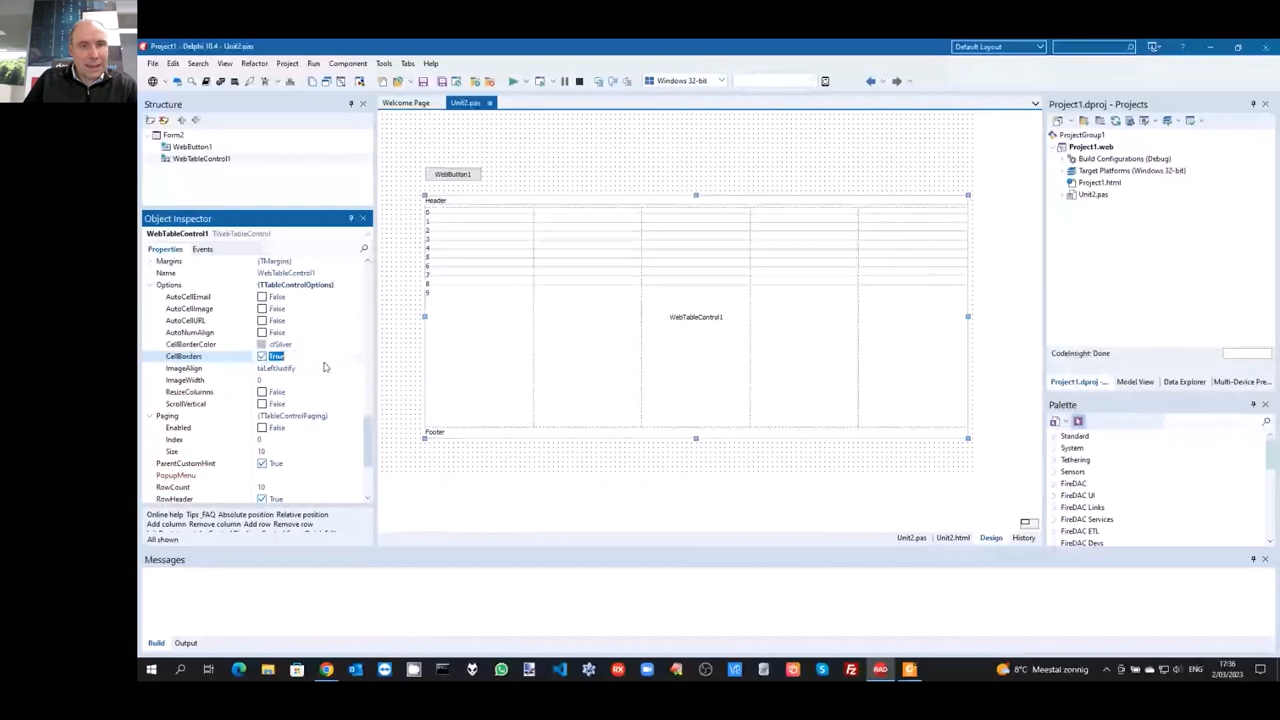 Project1 - Delphi 10.4 - Unit2.pas
Default Layout
File Edit Search View Refactor Project Run Component Tools Tabs Help
Windows 32-bit
Structure
Form2
WebButton1
WebTableControl1
Object Inspector
WebTableControl1 TWebTableControl
Properties Events
Margins (TMargins)
Name WebTableControl1
Options (TTableControlOptions)
AutoCellEmail False
AutoCellImage False
AutoCellURL False
AutoNumAlign False
CellBorderColor clSilver
CellBorders True
ImageAlign taLeftJustify
ImageWidth 0
ResizeColumns False
ScrollVertical False
Paging (TTableControlPaging)
Enabled False
Index 0
Size 10
ParentCustomHint True
PopupMenu
RowCount 10
RowHeader True
Online help Tips_FAQ Absolute position Relative position
Add column Remove column Add row Remove row
All shown
Welcome Page Unit2.pas
WebButton1
Header
0
1
2
3
4
5
6
7
8
9
WebTableControl1
Footer
Unit2.pas Unit2.html Design History
Project1.dproj - Projects
ProjectGroup1
Project1.web
Build Configurations (Debug)
Target Platforms (Windows 32-bit)
Project1.html
Unit2.pas
CodeInsight: Done
Project1.dproj -... Model View Data Explorer Multi-Device Pre...
Palette
Standard
System
Tethering
Sensors
FireDAC
FireDAC UI
FireDAC Links
FireDAC Services
FireDAC ETL
FireDAC Devs
Messages
Build Output
8°C Meestal zonnig
ENG
17:36
2/03/2023